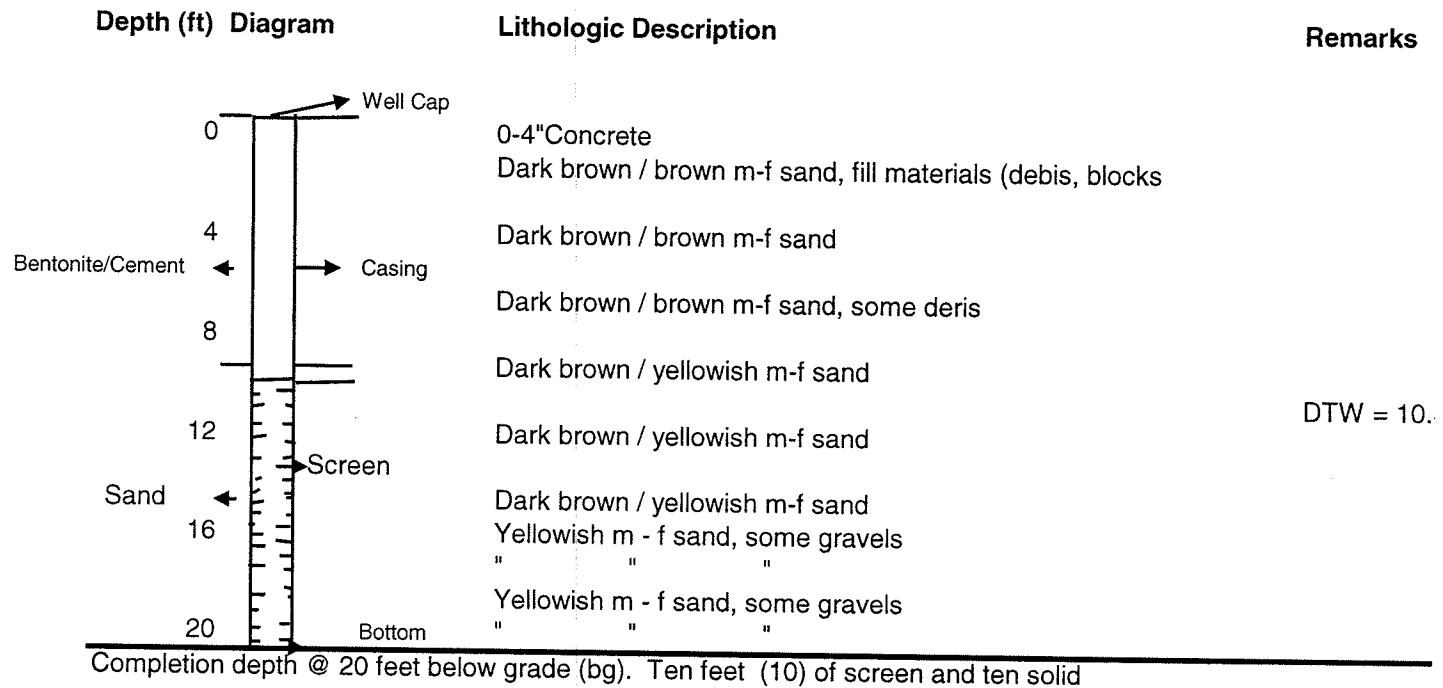 Depth (ft) Diagram Lithologic Description Remarks
Well Cap
0 0-4"Concrete
Dark brown / brown m-f sand, fill materials (debis, blocks
4 Dark brown / brown m-f sand
Bentonite/Cement Casing
Dark brown / brown m-f sand, some deris
8
Dark brown / yellowish m-f sand
DTW = 10.
12 Dark brown / yellowish m-f sand
Screen
Sand Dark brown / yellowish m-f sand
16 Yellowish m - f sand, some gravels
" " "
Yellowish m - f sand, some gravels
20 Bottom " " "
Completion depth @ 20 feet below grade (bg). Ten feet (10) of screen and ten solid